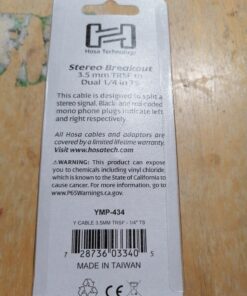 Hosa Technology
Stereo Breakout
3.5 mm TRSF to
Dual 1/4 in TS
This cable is designed to split a
stereo signal. Black and red coded
mono phone plugs indicate left
and right respectively.
All Hosa cables and adaptors are
covered by a limited lifetime warranty.
Visit www.hosatech.com
⚠WARNING: This product can expose
you to chemicals including vinyl chloride,
which is known to the State of California to
cause cancer. For more information, go to
www.P65Warnings.ca.gov.
YMP-434
Y-CABLE 3.5MM TRSF - 1/4" TS
7 28736 03340 5
MADE IN TAIWAN
CE